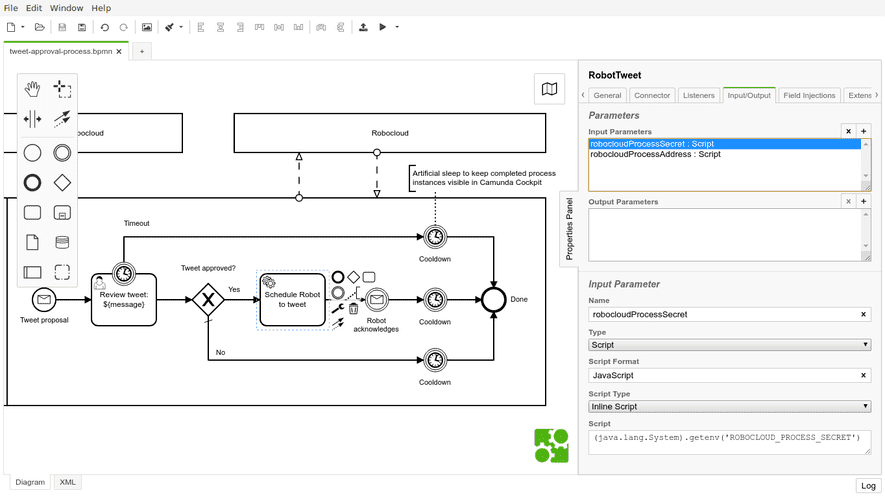 File Edit Window Help
tweet-approval-process.bpmn × +
RobotTweet
General Connector Listeners Input/Output Field Injections Extens
Parameters
Input Parameters × +
robocloudProcessSecret : Script
robocloudProcessAddress : Script
Output Parameters × +
Properties Panel
Input Parameter
Name
robocloudProcessSecret ×
Type
Script
Script Format
JavaScript ×
Script Type
Inline Script
Script
(java.lang.System).getenv('ROBOCLOUD_PROCESS_SECRET')
ocloud
Robocloud
Artificial sleep to keep completed process
instances visible in Camunda Cockpit
Timeout
Cooldown
Tweet approved?
Review tweet:
${message}
Yes
Schedule Robot
to tweet
Tweet proposal
Robot
acknowledges
Cooldown
Done
No
Cooldown
Diagram XML
Log